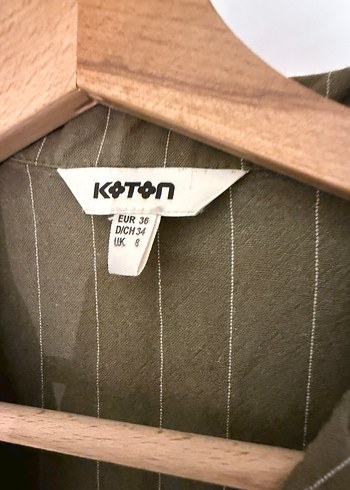 KOTON
EUR 36
D/CH 34
UK 8